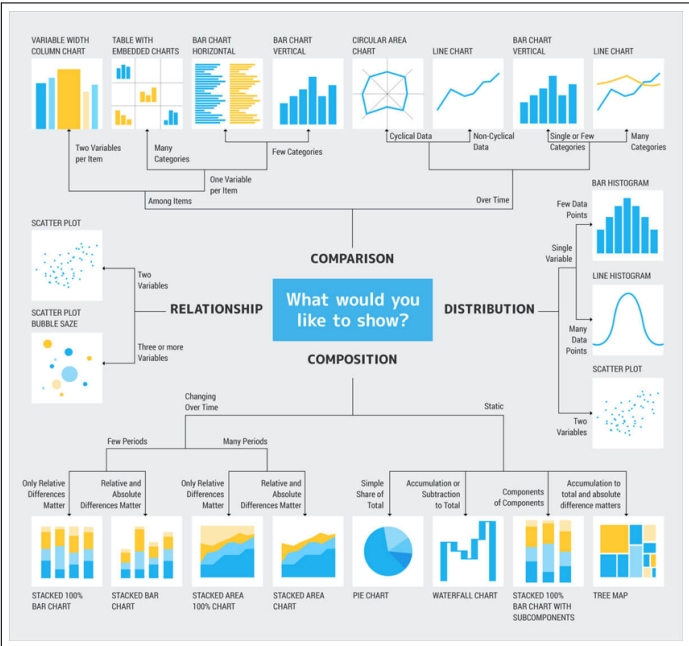 VARIABLE WIDTH
COLUMN CHART
TABLE WITH
EMBEDDED CHARTS
BAR CHART
HORIZONTAL
BAR CHART
VERTICAL
CIRCULAR AREA
CHART
LINE CHART
BAR CHART
VERTICAL
LINE CHART
Two Variables
per Item
Many
Categories
Few Categories
One Variable
per Item
Among Items
Cyclical Data
Non-Cyclical
Data
Single or Few
Categories
Many
Categories
Over Time
COMPARISON
What would you
like to show?
SCATTER PLOT
Two
Variables
SCATTER PLOT
BUBBLE SAZE
Three or more
Variables
RELATIONSHIP
DISTRIBUTION
BAR HISTOGRAM
Few Data
Points
Single
Variable
LINE HISTOGRAM
Many
Data
Points
SCATTER PLOT
Two
Variables
COMPOSITION
Changing
Over Time
Static
Few Periods
Many Periods
Only Relative
Differences
Matter
Relative and
Absolute
Differences Matter
Only Relative
Differences
Matter
Relative and
Absolute
Differences Matter
Simple
Share of
Total
Accumulation or
Subtraction
to Total
Components
of Components
Accumulation to
total and absolute
difference matters
STACKED 100%
BAR CHART
STACKED BAR
CHART
STACKED AREA
100% CHART
STACKED AREA
CHART
PIE CHART
WATERFALL CHART
STACKED 100%
BAR CHART WITH
SUBCOMPONENTS
TREE MAP